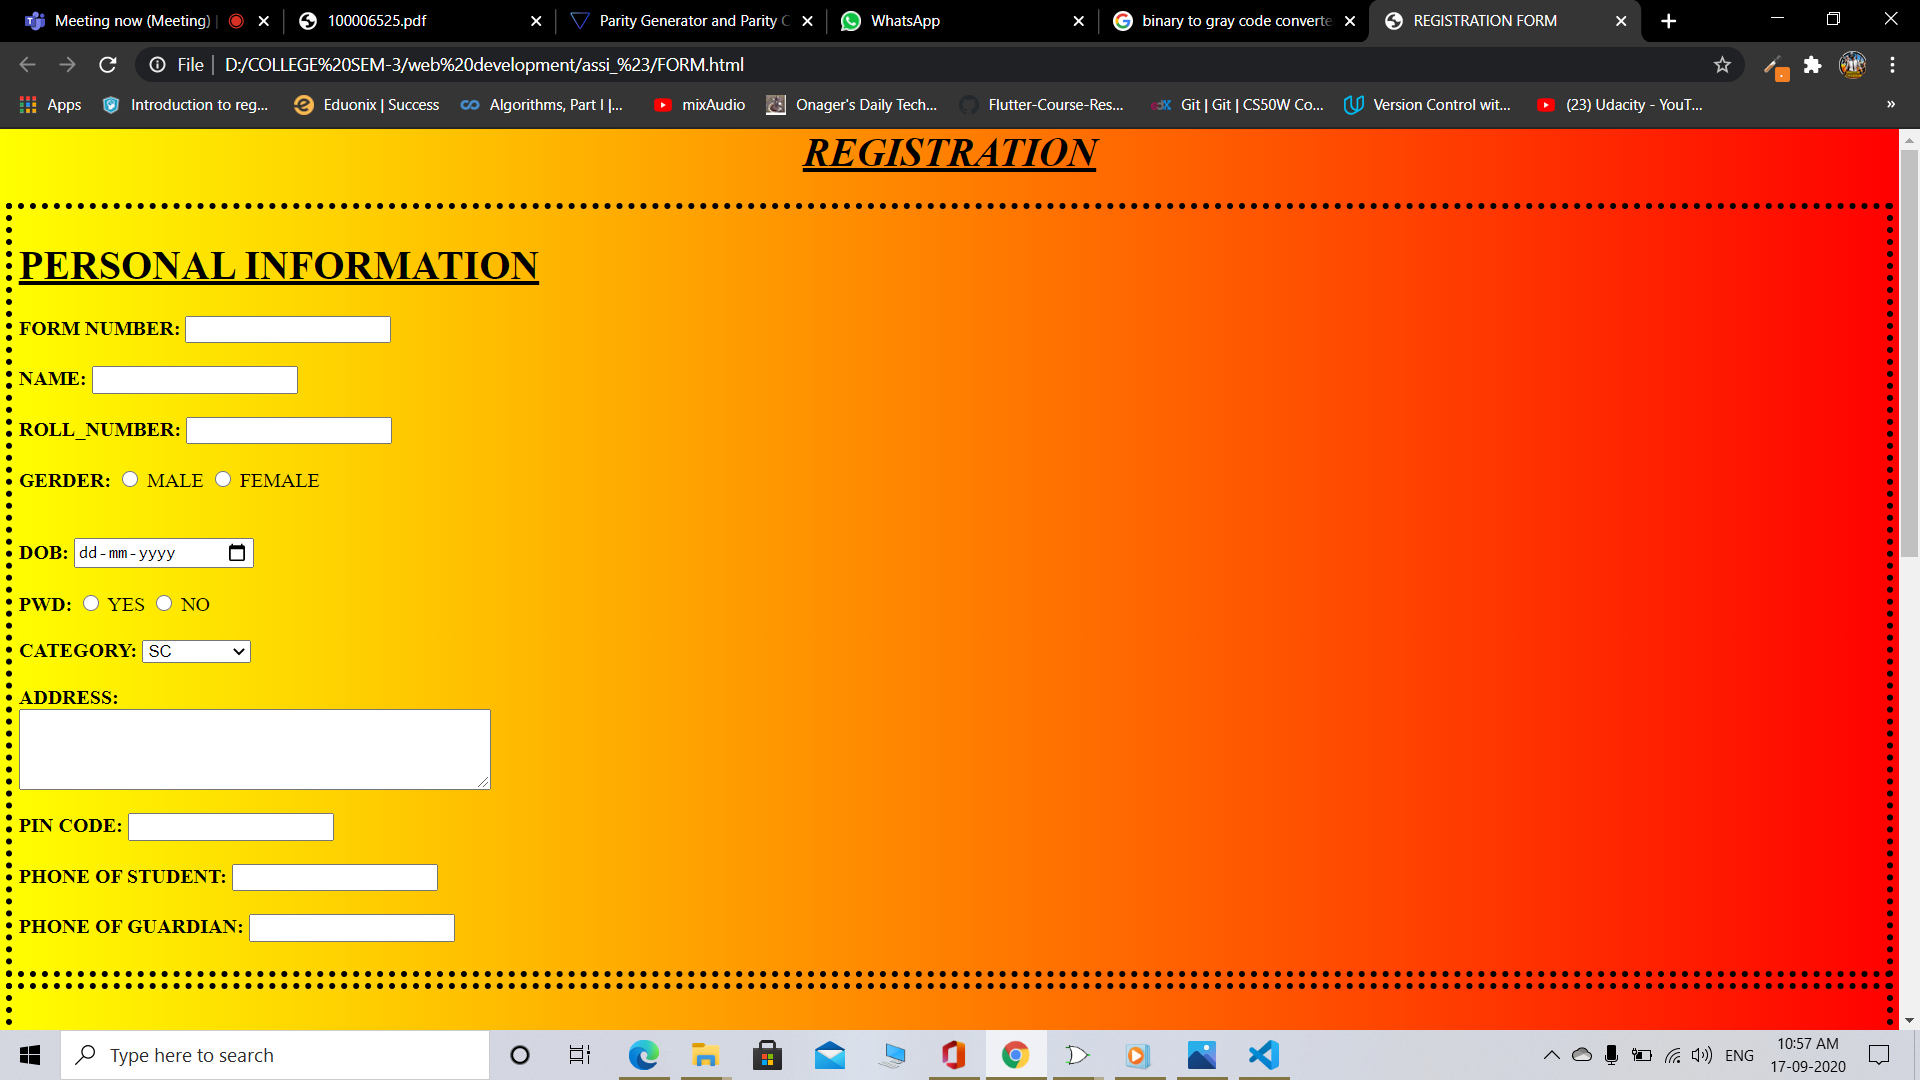 Meeting now (Meeting) | 100006525.pdf Parity Generator and Parity C WhatsApp binary to gray code converte REGISTRATION FORM
File D:/COLLEGE%20SEM-3/web%20development/assi_%23/FORM.html
Apps Introduction to reg... Eduonix | Success Algorithms, Part I |... mixAudio Onager's Daily Tech... Flutter-Course-Res... edX Git | Git | CS50W Co... Version Control wit... (23) Udacity - YouT... »
REGISTRATION
PERSONAL INFORMATION
FORM NUMBER:
NAME:
ROLL_NUMBER:
GERDER: MALE FEMALE
DOB: dd-mm-yyyy
PWD: YES NO
CATEGORY: SC
ADDRESS:
PIN CODE:
PHONE OF STUDENT:
PHONE OF GUARDIAN:
Type here to search
ENG
10:57 AM
17-09-2020